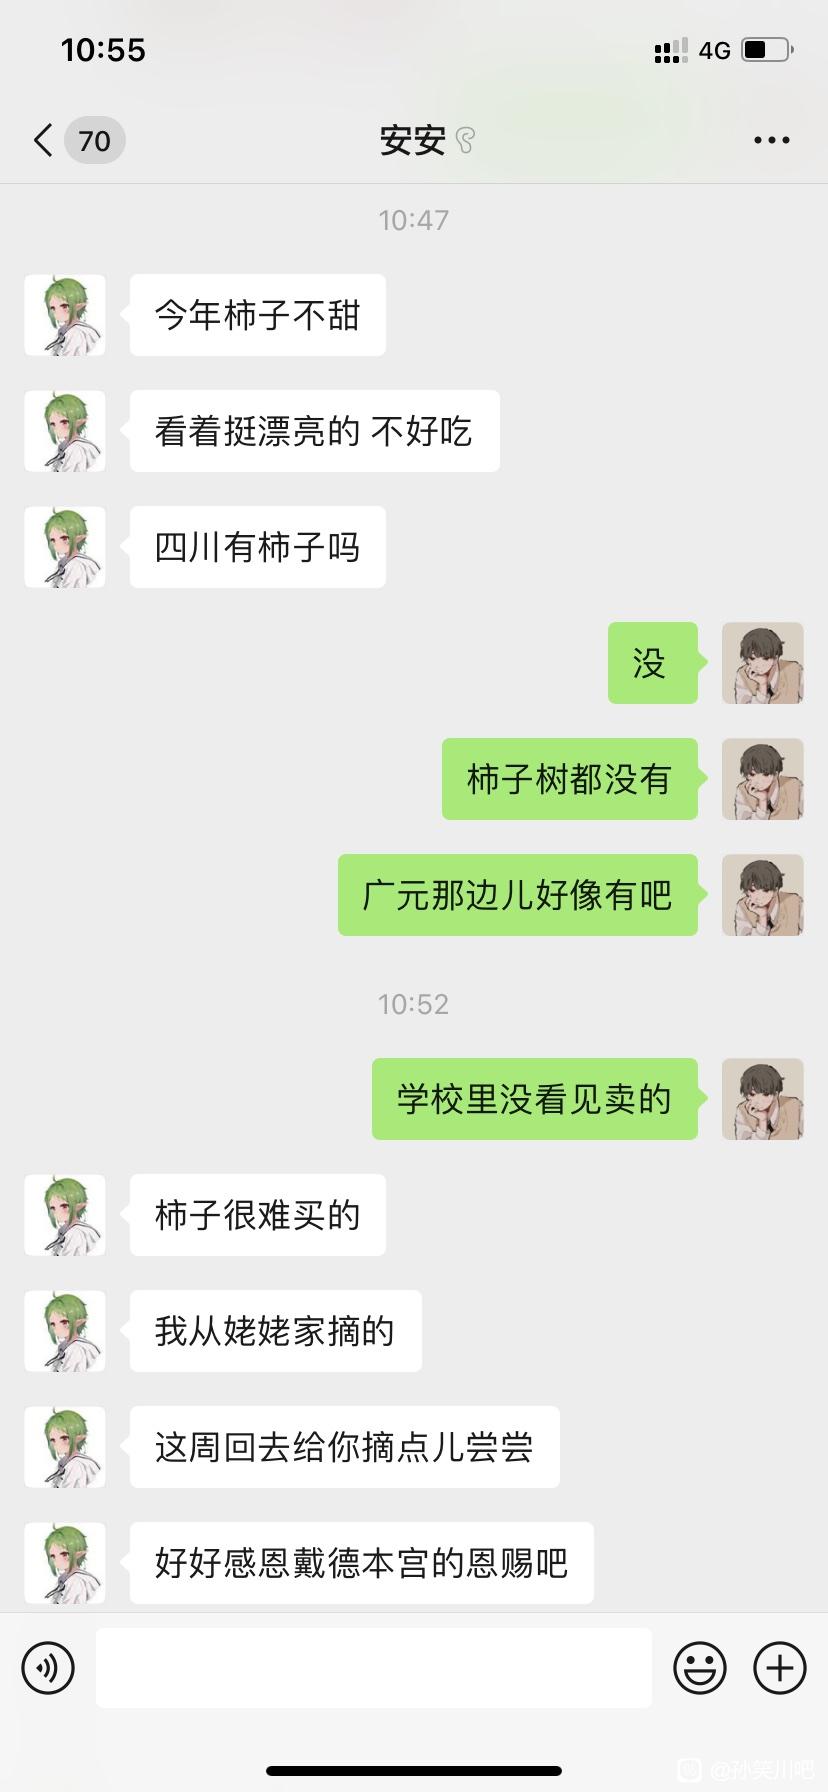 10:55
4G
70
安安
10:47
今年柿子不甜
看着挺漂亮的 不好吃
四川有柿子吗
没
柿子树都没有
广元那边儿好像有吧
10:52
学校里没看见卖的
柿子很难买的
我从姥姥家摘的
这周回去给你摘点儿尝尝
好好感恩戴德本宫的恩赐吧
@孙笑川吧